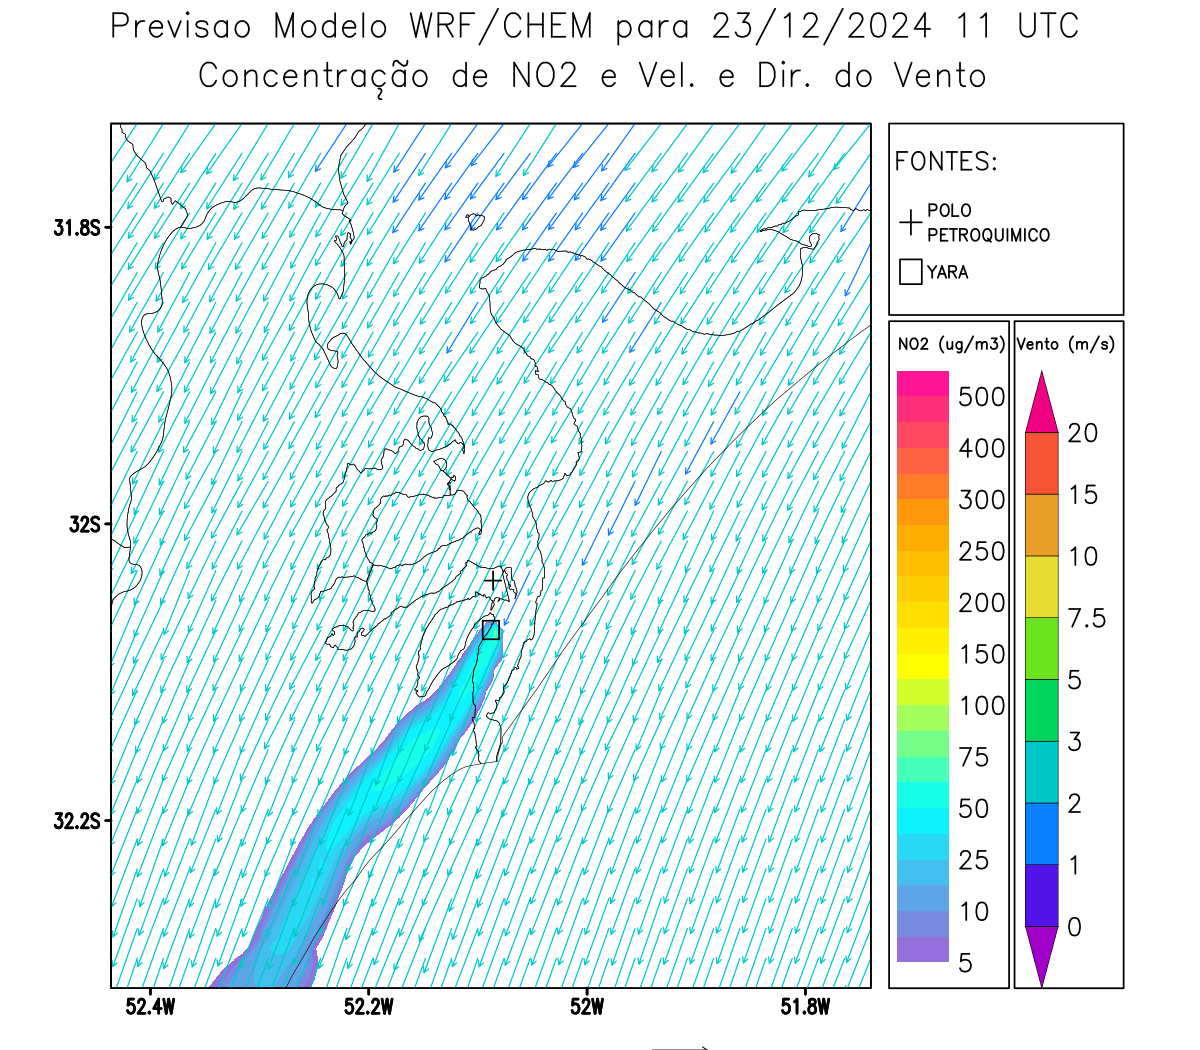 Previsao Modelo WRF/CHEM para 23/12/2024 11 UTC
Concentração de NO2 e Vel. e Dir. do Vento
FONTES:
POLO
PETROQUIMICO
YARA
31.8S
32S
32.2S
52.4W
52.2W
52W
51.8W
NO2 (ug/m3)
500
400
300
250
200
150
100
75
50
25
10
5
Vento (m/s)
20
15
10
7.5
5
3
2
1
0